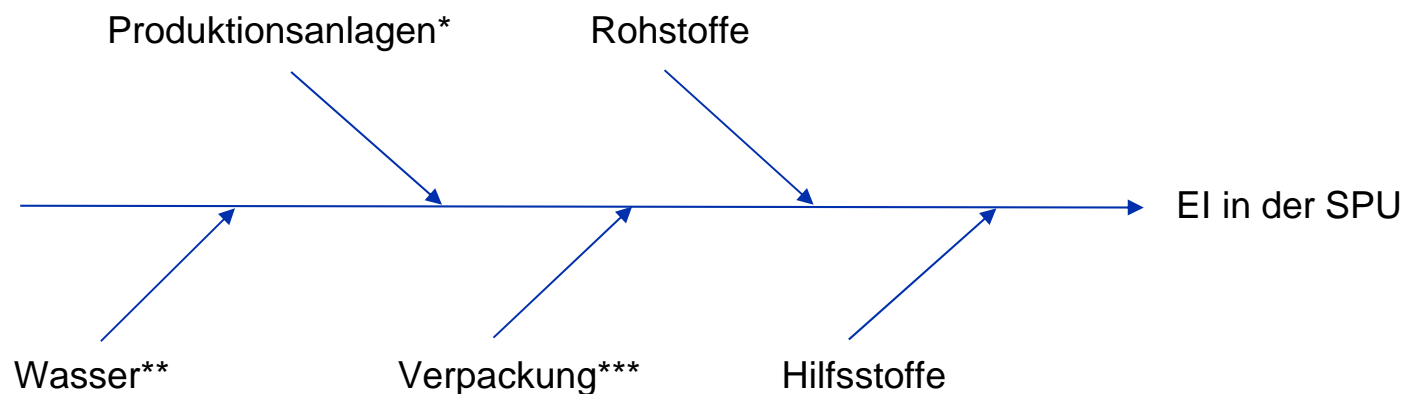 Produktionsanlagen*
Rohstoffe
EI in der SPU
Wasser**
Verpackung***
Hilfsstoffe